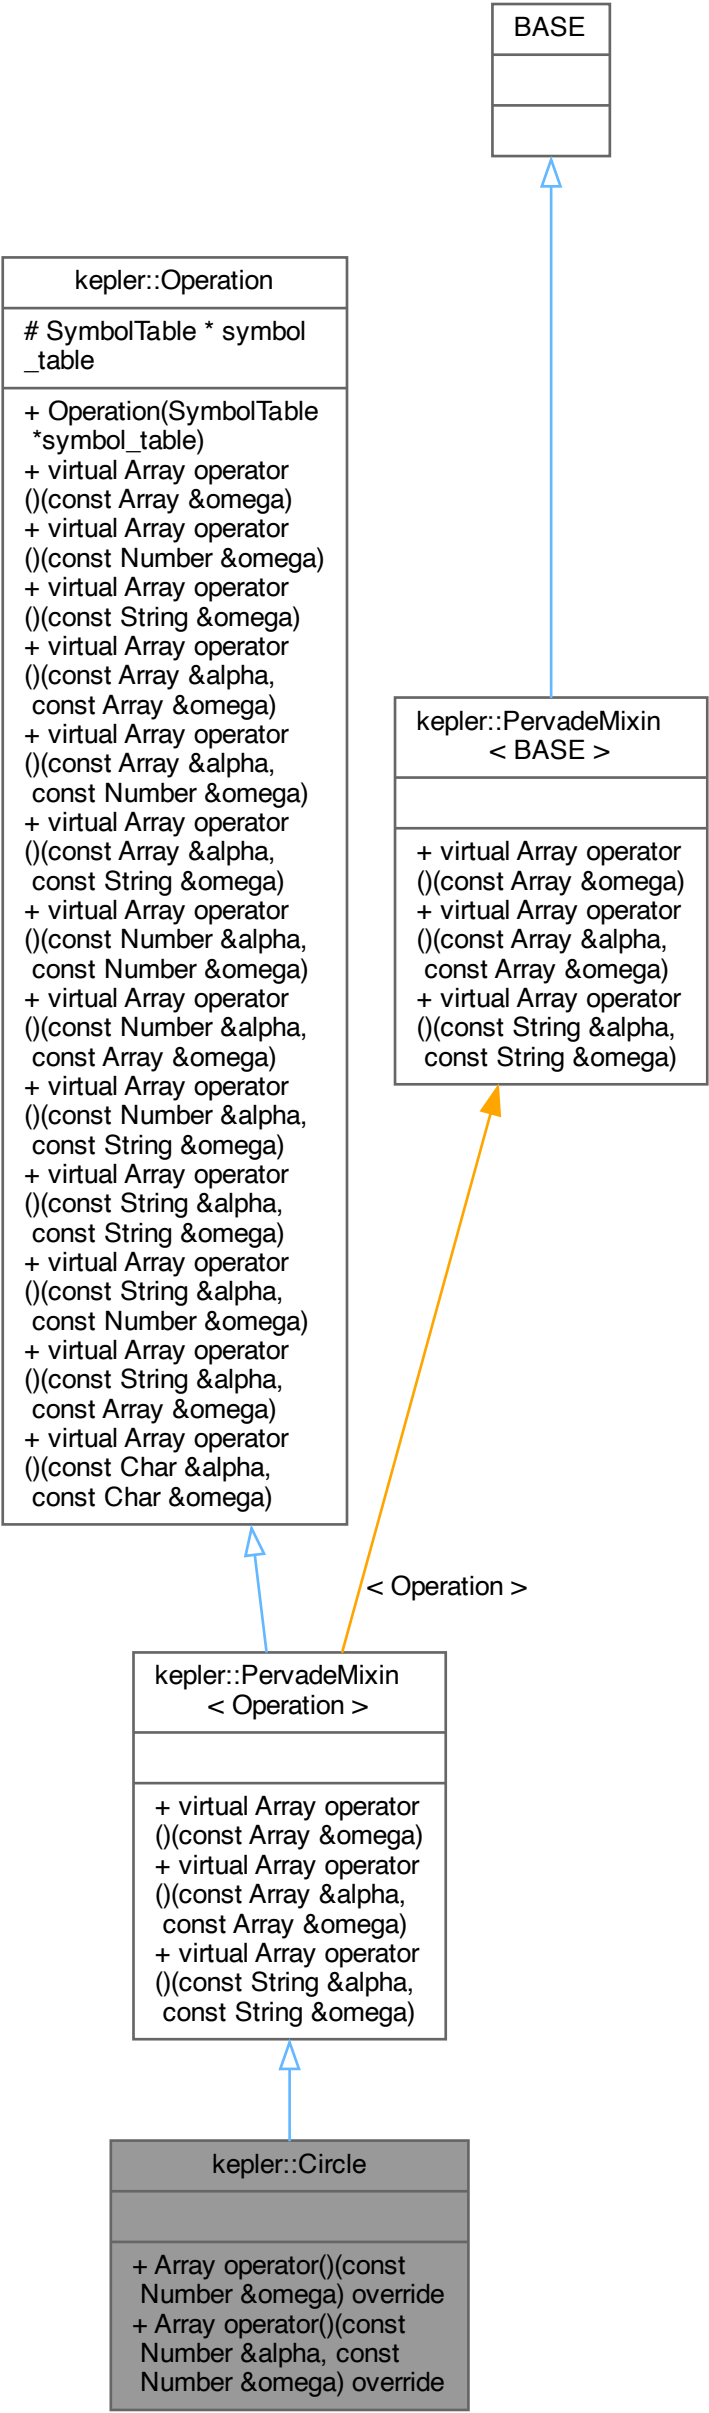 BASE
kepler::Operation
# SymbolTable * symbol
_table
+ Operation(SymbolTable
*symbol_table)
+ virtual Array operator
()(const Array &omega)
+ virtual Array operator
()(const Number &omega)
+ virtual Array operator
()(const String &omega)
+ virtual Array operator
()(const Array &alpha,
const Array &omega)
+ virtual Array operator
()(const Array &alpha,
const Number &omega)
+ virtual Array operator
()(const Array &alpha,
const String &omega)
+ virtual Array operator
()(const Number &alpha,
const Number &omega)
+ virtual Array operator
()(const Number &alpha,
const Array &omega)
+ virtual Array operator
()(const Number &alpha,
const String &omega)
+ virtual Array operator
()(const String &alpha,
const String &omega)
+ virtual Array operator
()(const String &alpha,
const Number &omega)
+ virtual Array operator
()(const String &alpha,
const Array &omega)
+ virtual Array operator
()(const Char &alpha,
const Char &omega)
kepler::PervadeMixin
< BASE >
+ virtual Array operator
()(const Array &omega)
+ virtual Array operator
()(const Array &alpha,
const Array &omega)
+ virtual Array operator
()(const String &alpha,
const String &omega)
< Operation >
kepler::PervadeMixin
< Operation >
+ virtual Array operator
()(const Array &omega)
+ virtual Array operator
()(const Array &alpha,
const Array &omega)
+ virtual Array operator
()(const String &alpha,
const String &omega)
kepler::Circle
+ Array operator()(const
Number &omega) override
+ Array operator()(const
Number &alpha, const
Number &omega) override